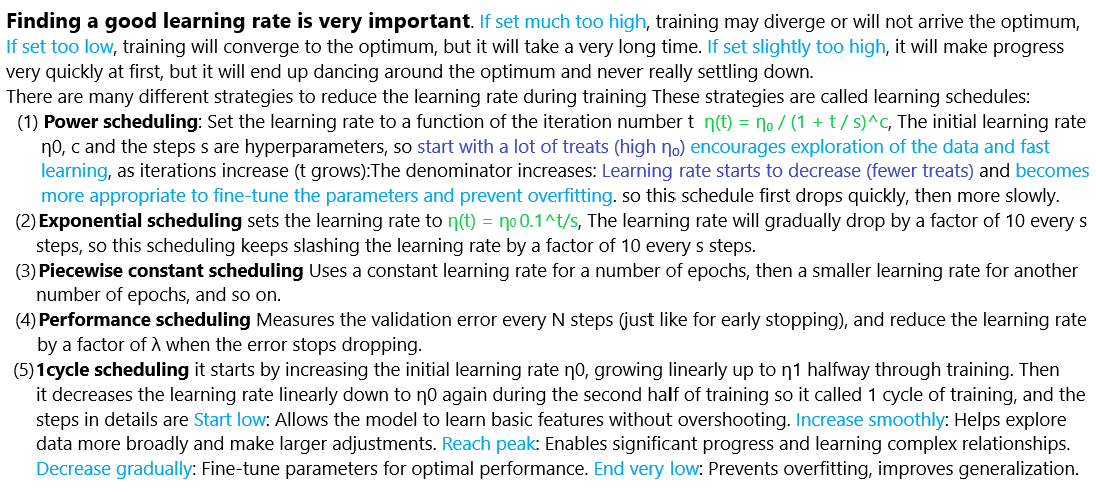 Finding a good learning rate is very important. If set much too high, training may diverge or will not arrive the optimum,
If set too low, training will converge to the optimum, but it will take a very long time. If set slightly too high, it will make progress
very quickly at first, but it will end up dancing around the optimum and never really settling down.
There are many different strategies to reduce the learning rate during training These strategies are called learning schedules:
(1) Power scheduling: Set the learning rate to a function of the iteration number t η(t) = η₀ / (1 + t / s)^c, The initial learning rate
η0, c and the steps s are hyperparameters, so start with a lot of treats (high η₀) encourages exploration of the data and fast
learning, as iterations increase (t grows):The denominator increases: Learning rate starts to decrease (fewer treats) and becomes
more appropriate to fine-tune the parameters and prevent overfitting. so this schedule first drops quickly, then more slowly.
(2) Exponential scheduling sets the learning rate to η(t) = η₀ 0.1^t/s, The learning rate will gradually drop by a factor of 10 every s
steps, so this scheduling keeps slashing the learning rate by a factor of 10 every s steps.
(3) Piecewise constant scheduling Uses a constant learning rate for a number of epochs, then a smaller learning rate for another
number of epochs, and so on.
(4) Performance scheduling Measures the validation error every N steps (just like for early stopping), and reduce the learning rate
by a factor of λ when the error stops dropping.
(5) 1cycle scheduling it starts by increasing the initial learning rate η0, growing linearly up to η1 halfway through training. Then
it decreases the learning rate linearly down to η0 again during the second half of training so it called 1 cycle of training, and the
steps in details are Start low: Allows the model to learn basic features without overshooting. Increase smoothly: Helps explore
data more broadly and make larger adjustments. Reach peak: Enables significant progress and learning complex relationships.
Decrease gradually: Fine-tune parameters for optimal performance. End very low: Prevents overfitting, improves generalization.